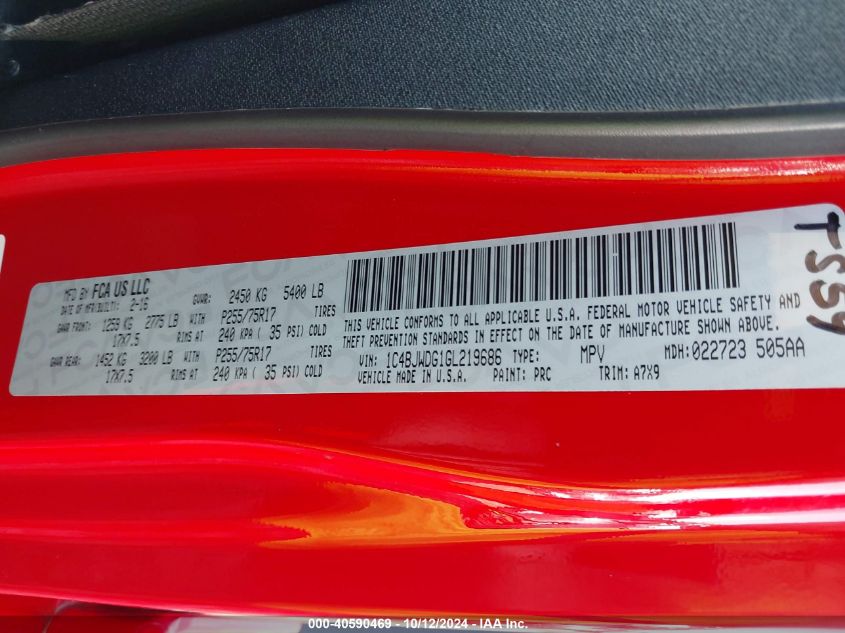 MFD BY FCA US LLC
DATE OF MFR/BUILT: 2-16 GVWR: 2450 KG 5400 LB
GAWR FRONT: 1259 KG 2775 LB WITH P255/75R17 TIRES
17X7.5 RIMS AT 240 KPA ( 35 PSI) COLD
GAWR REAR: 1452 KG 3200 LB WITH P255/75R17 TIRES
17X7.5 RIMS AT 240 KPA ( 35 PSI) COLD
THIS VEHICLE CONFORMS TO ALL APPLICABLE U.S.A. FEDERAL MOTOR VEHICLE SAFETY AND
THEFT PREVENTION STANDARDS IN EFFECT ON THE DATE OF MANUFACTURE SHOWN ABOVE.
VIN: 1C4BJWDG1GL219686 TYPE: MPV MDH: 022723 505AA
VEHICLE MADE IN U.S.A. PAINT: PRC TRIM: A7X9
000-40590469 - 10/12/2024 - IAA Inc.